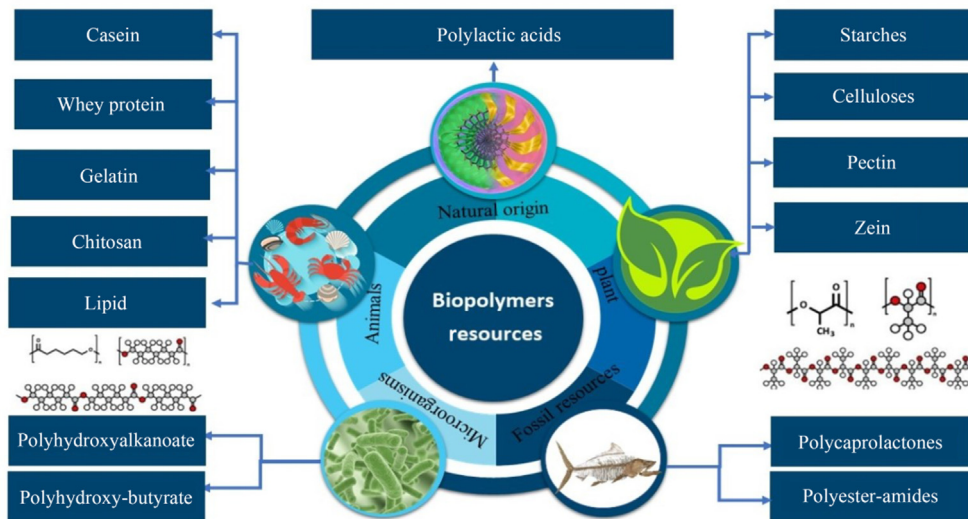 Casein
Whey protein
Gelatin
Chitosan
Lipid
Polylactic acids
Starches
Celluloses
Pectin
Zein
Natural origin
plant
Animals
Biopolymers
resources
Microorganisms
Fossil resources
O
n
O
n
O
O
CH3
n
O
n
Polyhydroxyalkanoate
Polyhydroxy-butyrate
Polycaprolactones
Polyester-amides